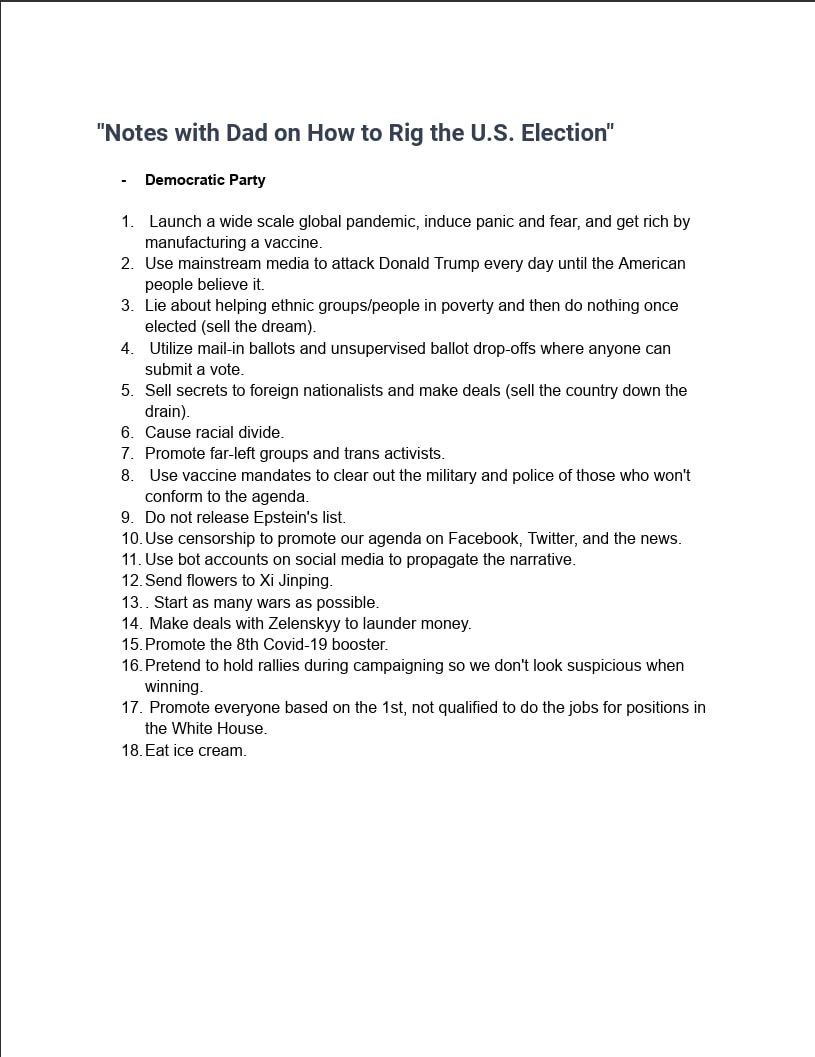 "Notes with Dad on How to Rig the U.S. Election"
- Democratic Party
1. Launch a wide scale global pandemic, induce panic and fear, and get rich by
manufacturing a vaccine.
2. Use mainstream media to attack Donald Trump every day until the American
people believe it.
3. Lie about helping ethnic groups/people in poverty and then do nothing once
elected (sell the dream).
4. Utilize mail-in ballots and unsupervised ballot drop-offs where anyone can
submit a vote.
5. Sell secrets to foreign nationalists and make deals (sell the country down the
drain).
6. Cause racial divide.
7. Promote far-left groups and trans activists.
8. Use vaccine mandates to clear out the military and police of those who won't
conform to the agenda.
9. Do not release Epstein's list.
10. Use censorship to promote our agenda on Facebook, Twitter, and the news.
11. Use bot accounts on social media to propagate the narrative.
12. Send flowers to Xi Jinping.
13. . Start as many wars as possible.
14. Make deals with Zelenskyy to launder money.
15. Promote the 8th Covid-19 booster.
16. Pretend to hold rallies during campaigning so we don't look suspicious when
winning.
17. Promote everyone based on the 1st, not qualified to do the jobs for positions in
the White House.
18. Eat ice cream.